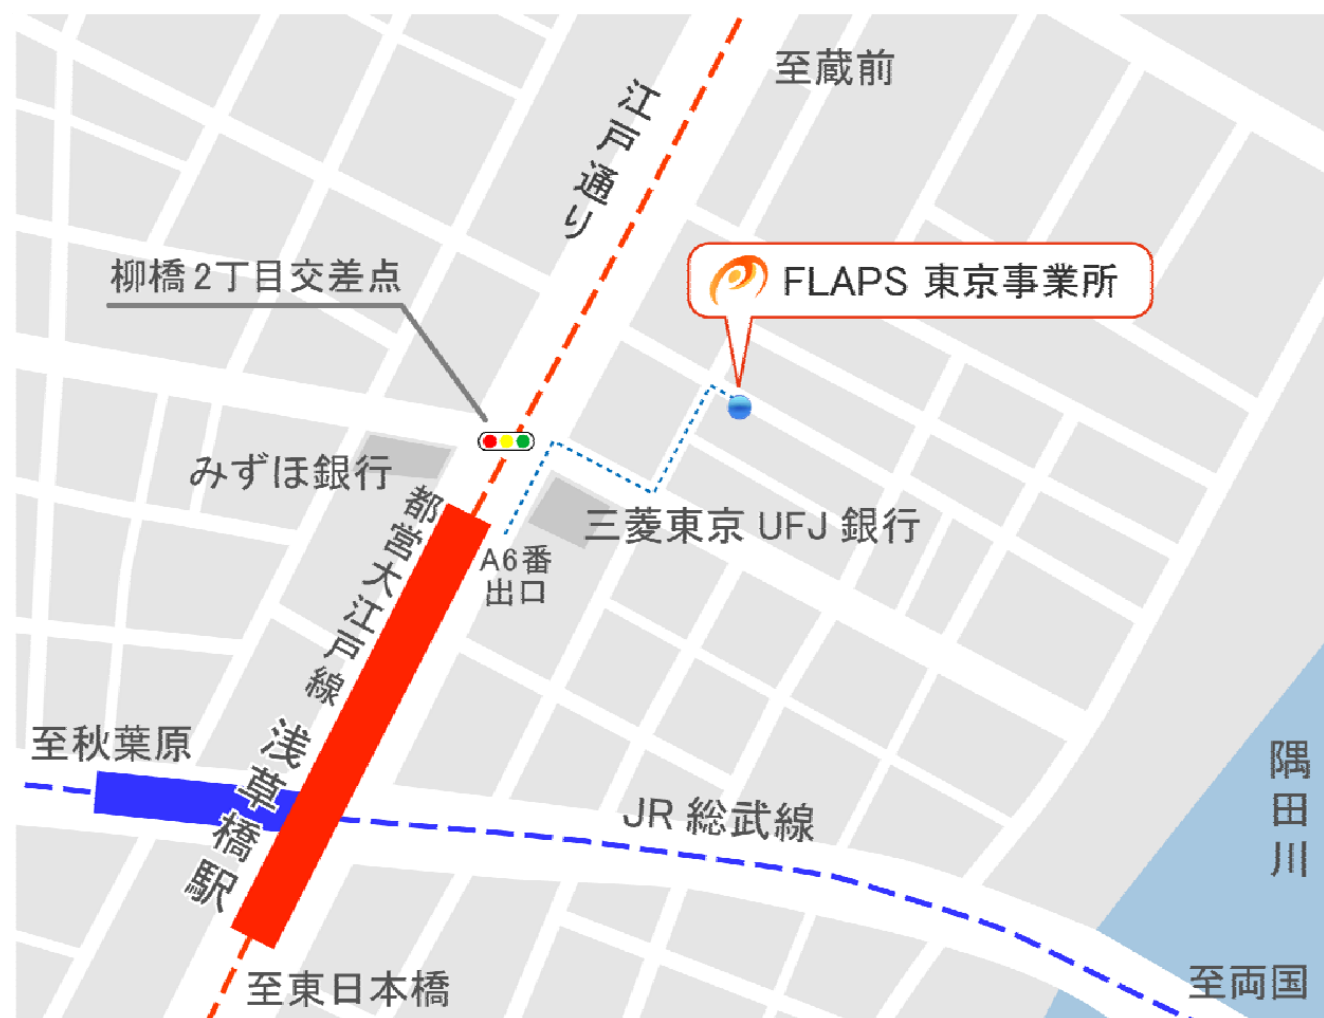 至蔵前
江戸通り
柳橋2丁目交差点
FLAPS 東京事業所
みずほ銀行
三菱東京 UFJ 銀行
A6番
出口
都営大江戸線
至秋葉原
浅草橋駅
JR 総武線
隅田川
至両国
至東日本橋